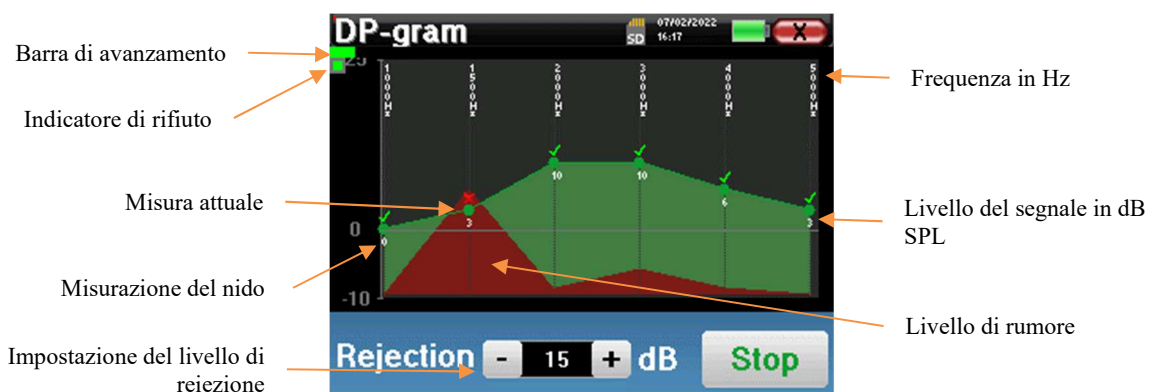 DP-gram
SD
07/02/2022
16:17
X
Barra di avanzamento
Indicatore di rifiuto
Misura attuale
Misurazione del nido
Impostazione del livello di
reiezione
25
0
-10
1000Hz
1500Hz
2000Hz
3000Hz
4000Hz
5000Hz
0
3
10
10
6
3
Frequenza in Hz
Livello del segnale in dB
SPL
Livello di rumore
Rejection - 15 + dB
Stop